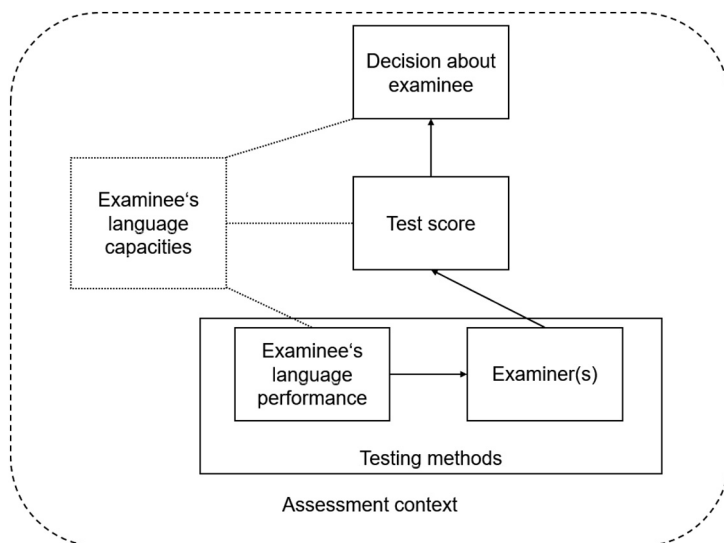 Decision about
examinee
Examinee‘s
language
capacities
Test score
Examinee‘s
language
performance
Examiner(s)
Testing methods
Assessment context